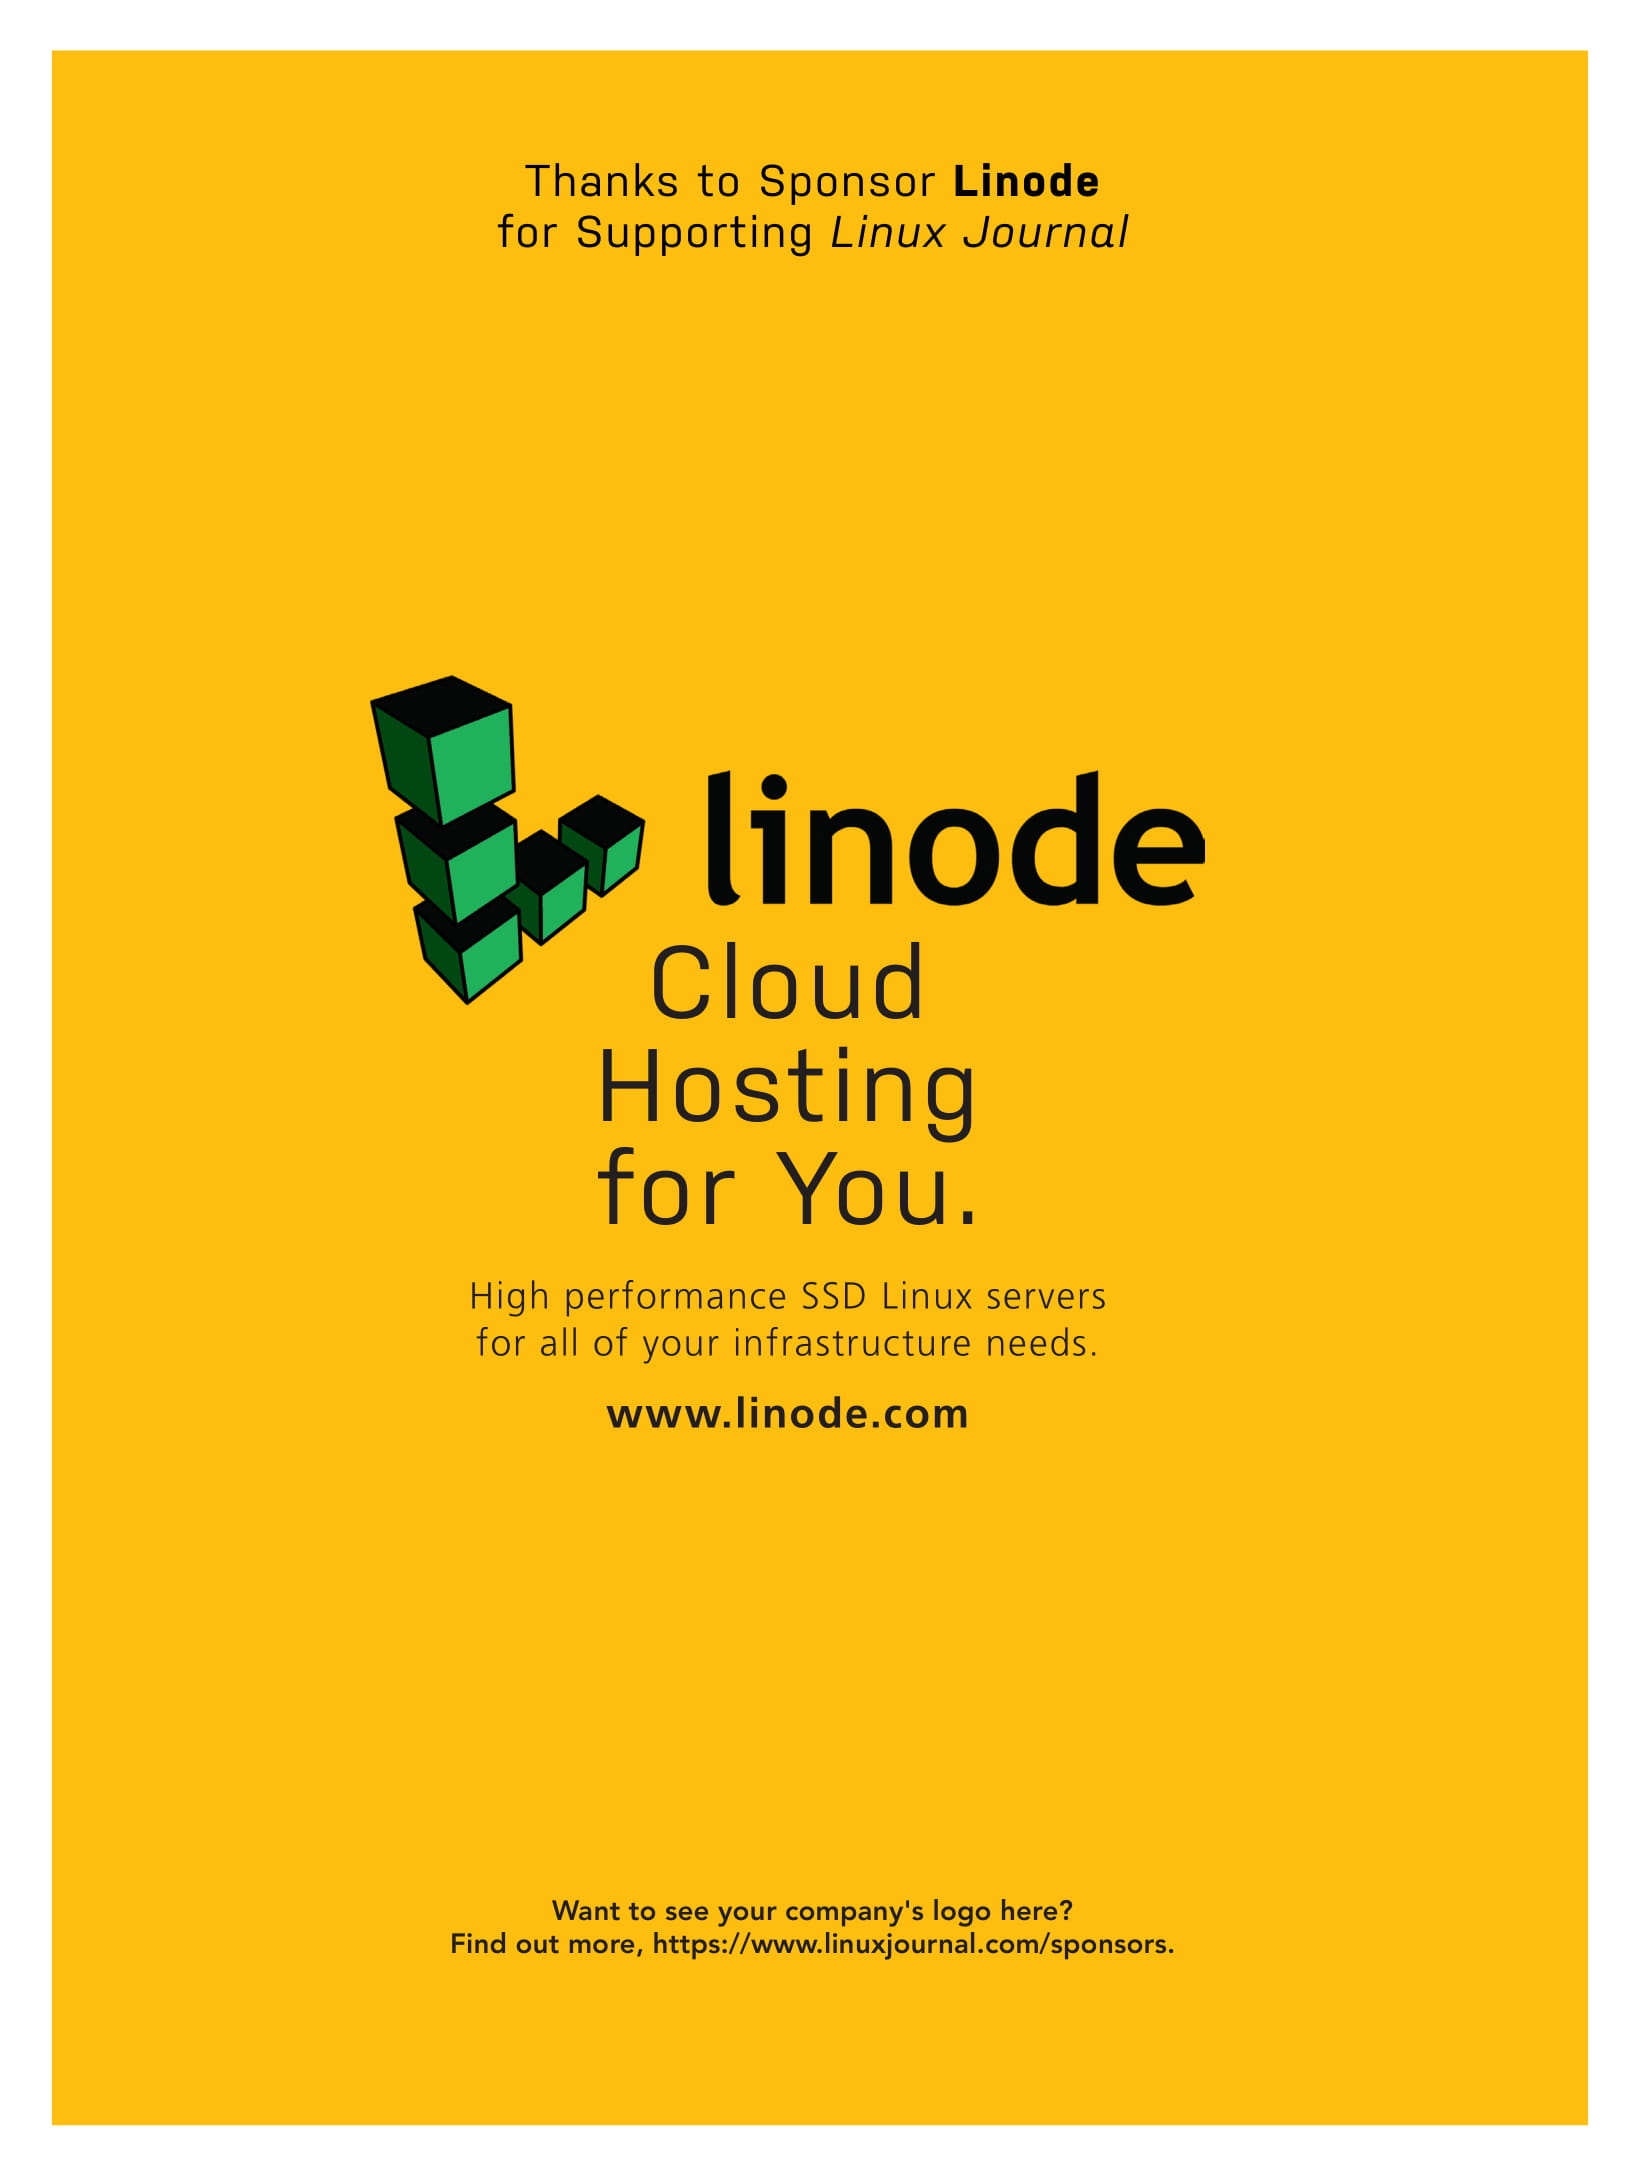 Thanks to Sponsor Linode
for Supporting Linux Journal
linode
Cloud
Hosting
for You.
High performance SSD Linux servers
for all of your infrastructure needs.
www.linode.com
Want to see your company's logo here?
Find out more, https://www.linuxjournal.com/sponsors.